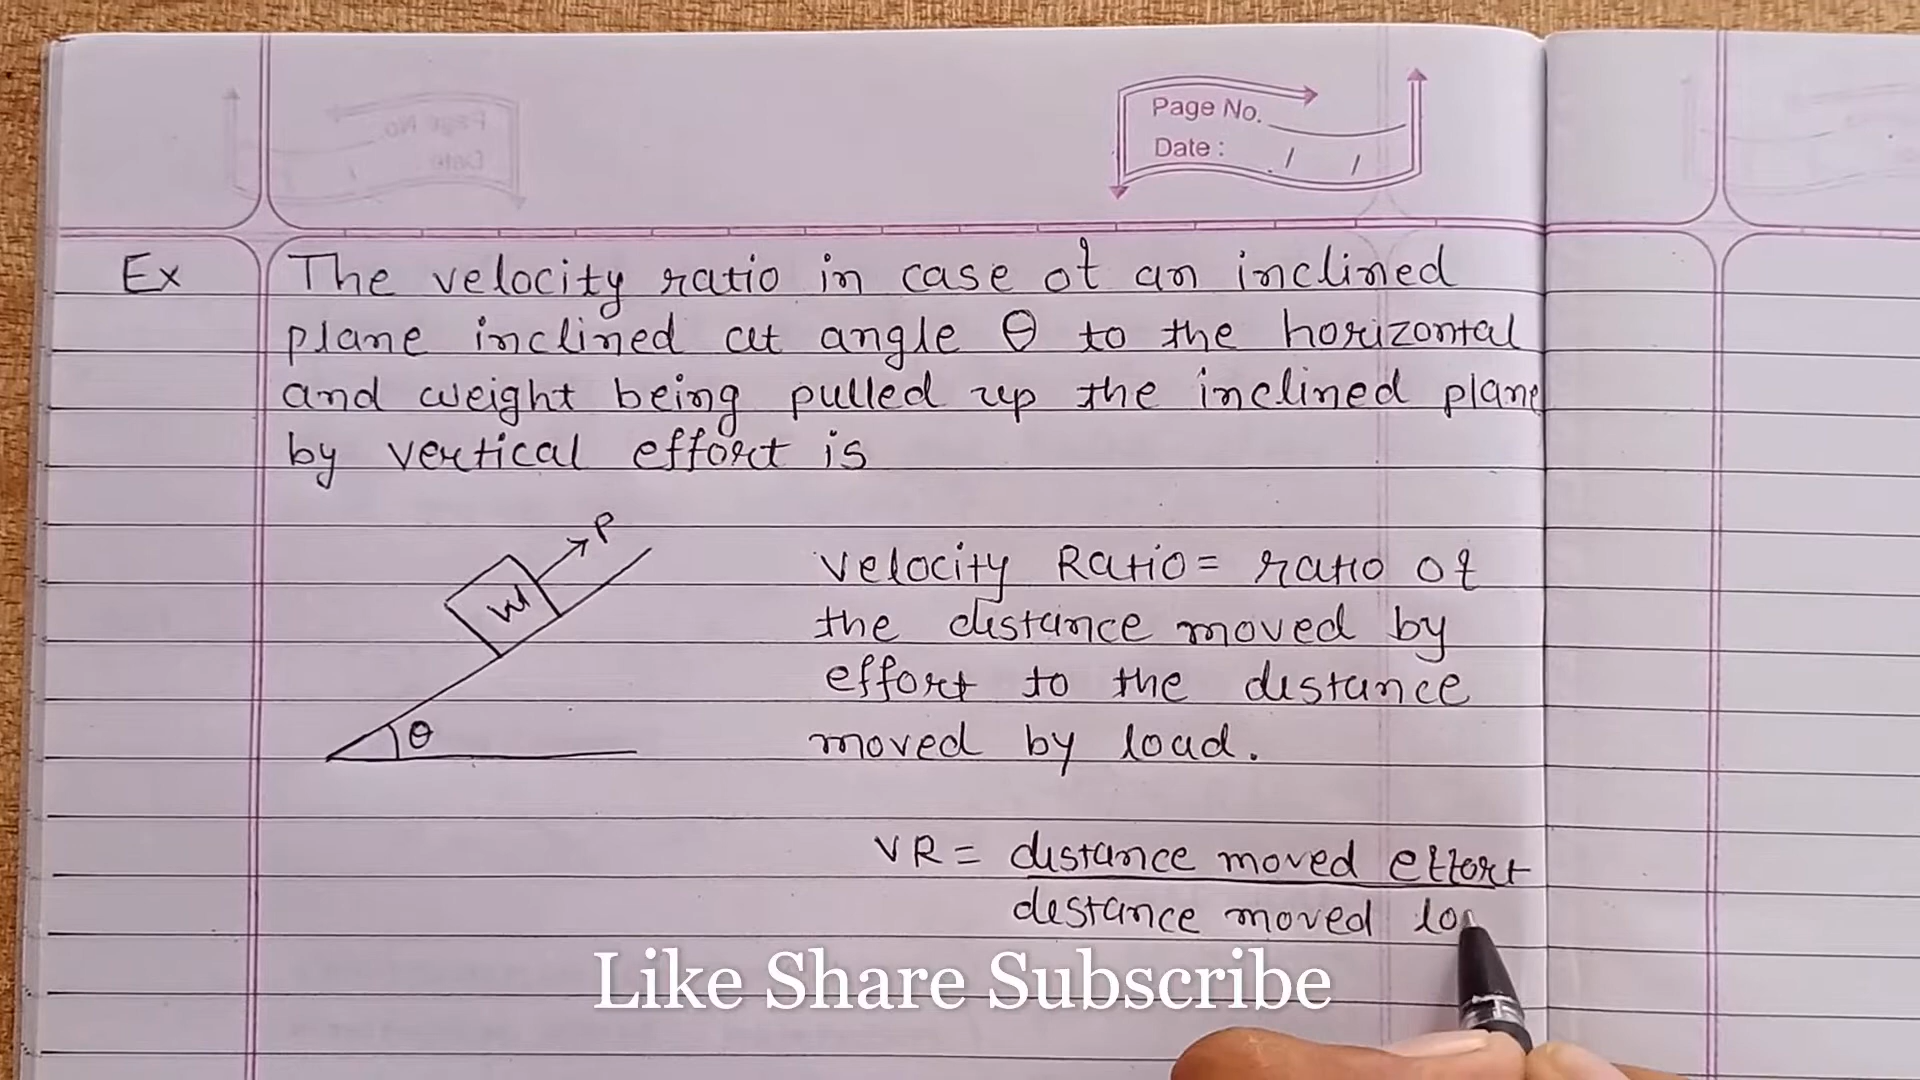 Page No.
Date : / /
Ex The velocity ratio in case of an inclined
plane inclined at angle θ to the horizontal
and weight being pulled up the inclined plane
by vertical effort is
P
W
θ
Velocity Ratio = ratio of
the distance moved by
effort to the distance
moved by load.
VR = distance moved effort
distance moved lo
Like Share Subscribe